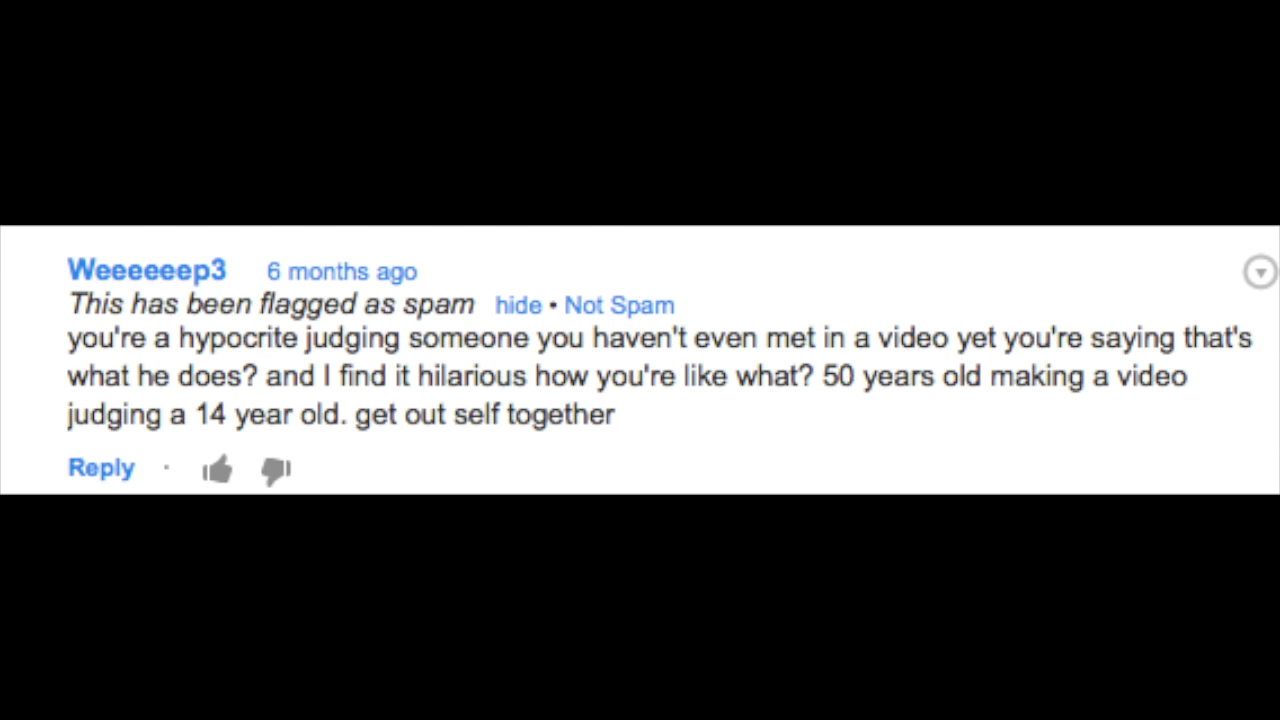 Weeeeeep3 6 months ago
This has been flagged as spam hide • Not Spam
you're a hypocrite judging someone you haven't even met in a video yet you're saying that's
what he does? and I find it hilarious how you're like what? 50 years old making a video
judging a 14 year old. get out self together
Reply ·